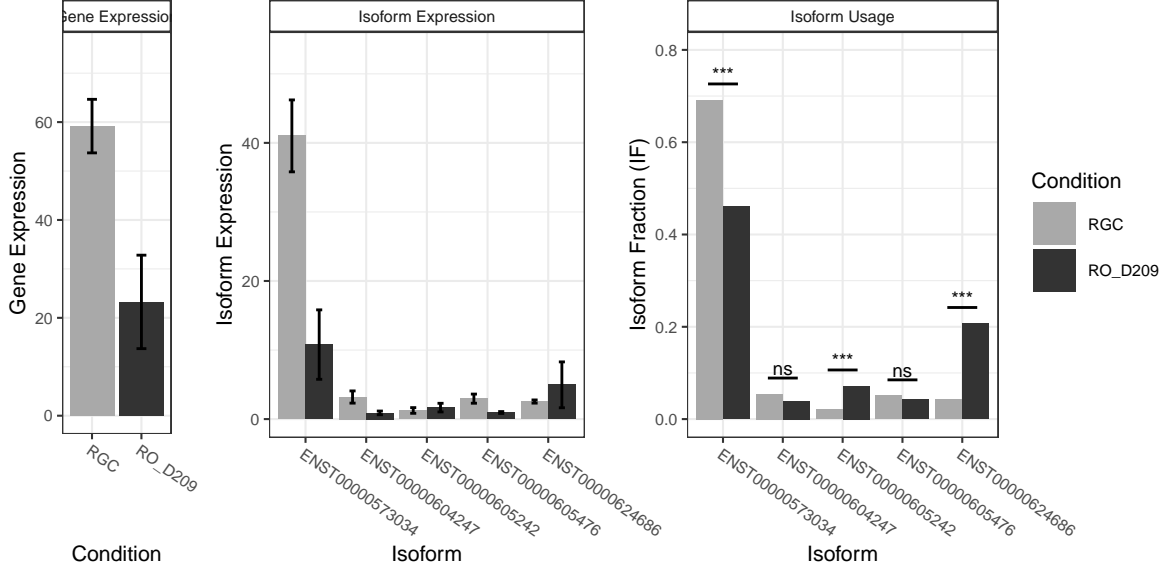 Gene Expression
Isoform Expression
Isoform Usage
Gene Expression
60
40
20
0
RGC
RO_D209
Condition
Isoform Expression
40
20
0
ENST00000573034
ENST00000604247
ENST00000605242
ENST00000605476
ENST00000624686
Isoform
Isoform Fraction (IF)
0.8
0.6
0.4
0.2
0.0
***
ns
***
ns
***
ENST00000573034
ENST00000604247
ENST00000605242
ENST00000605476
ENST00000624686
Isoform
Condition
RGC
RO_D209